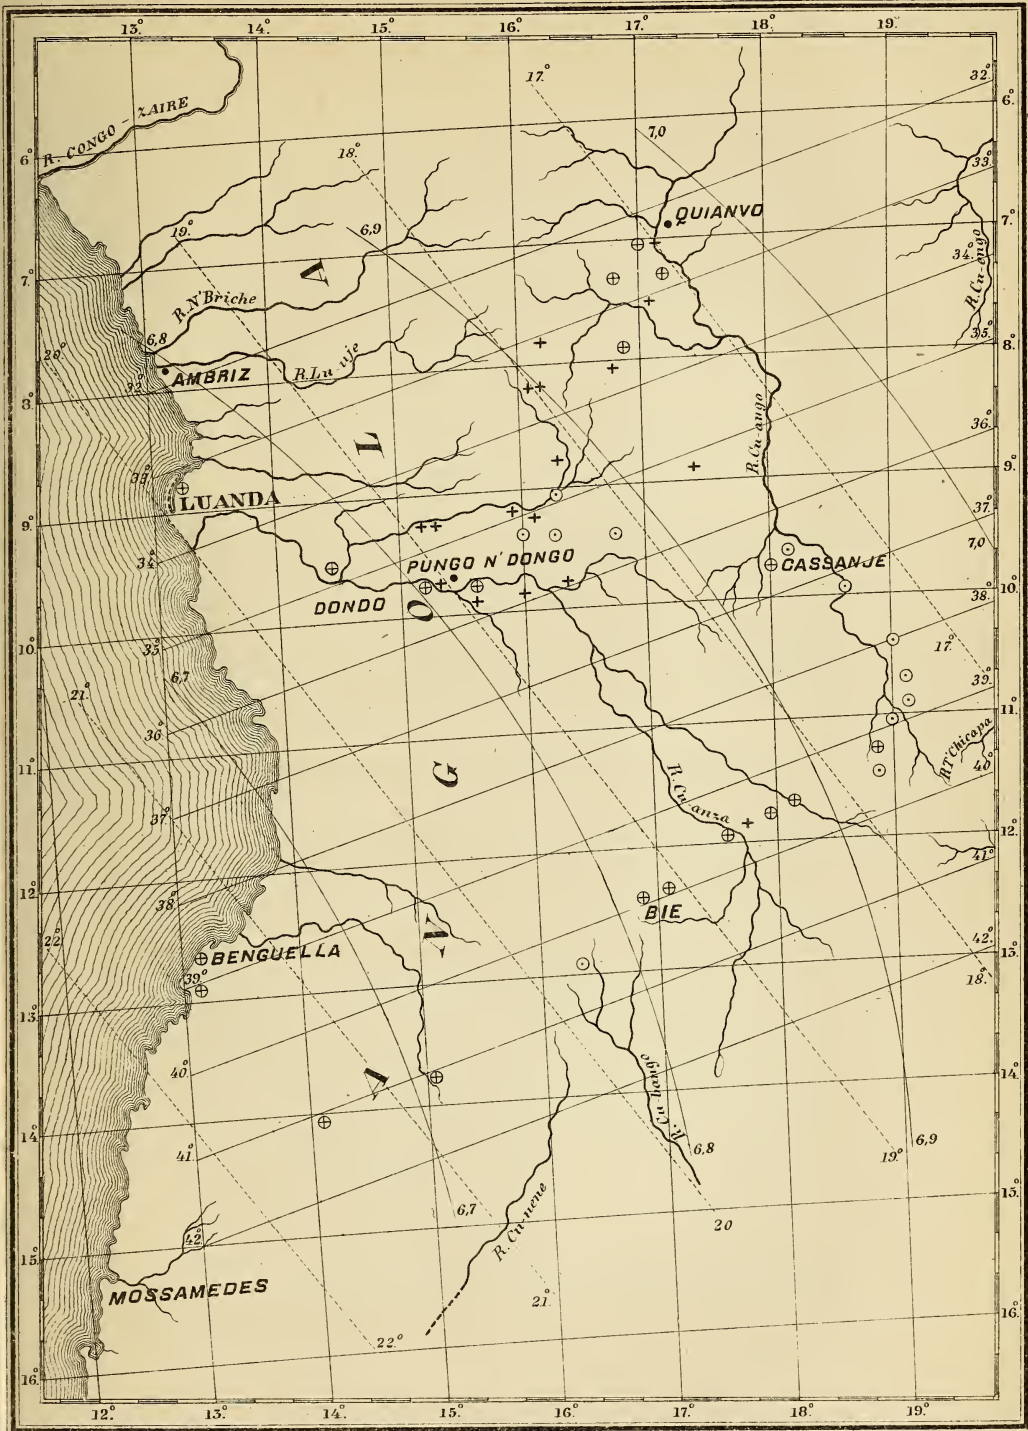 13.° 14. 15. 16.° 17.° 18.° 19.°
17.° 32.°
6.°
7,0
R. CONGO - ZAIRE
6.° 18.° 33.
QUIANVO
7.°
19. 6,9
34.°
R. Cu-engo
A
7.°
R. N'Briche
35.
6,8 8.°
20.° R. Lu-uje
AMBRIZ
32.
8.° 36.°
R. Cu-ango
L
9.°
33.°
LUANDA
37.°
9.° 7,0
34.° PUNGO N'DONGO CASSANJE
DONDO 10.°
O 38.
10.° 35.° 17.°
6,7 39.°
21.°
11.°
36.° R T'Chicapa
G 40.°
11.° R. Cu-anza
37.°
12.°
41.°
12.° 38.° BIE
N 42.°
22.° BENGUELLA
13.° 18.
39.°
13.°
40.° A 14.°
R. Cu-bango
14.° 41.° 6,8 6,9
19.°
15.°
42. 6,7 20
R. Cu-nene
15.°
MOSSAMEDES 21. 16.
22.°
16.°
12.° 13.° 14.° 15.° 16.° 17.° 18.° 19.°